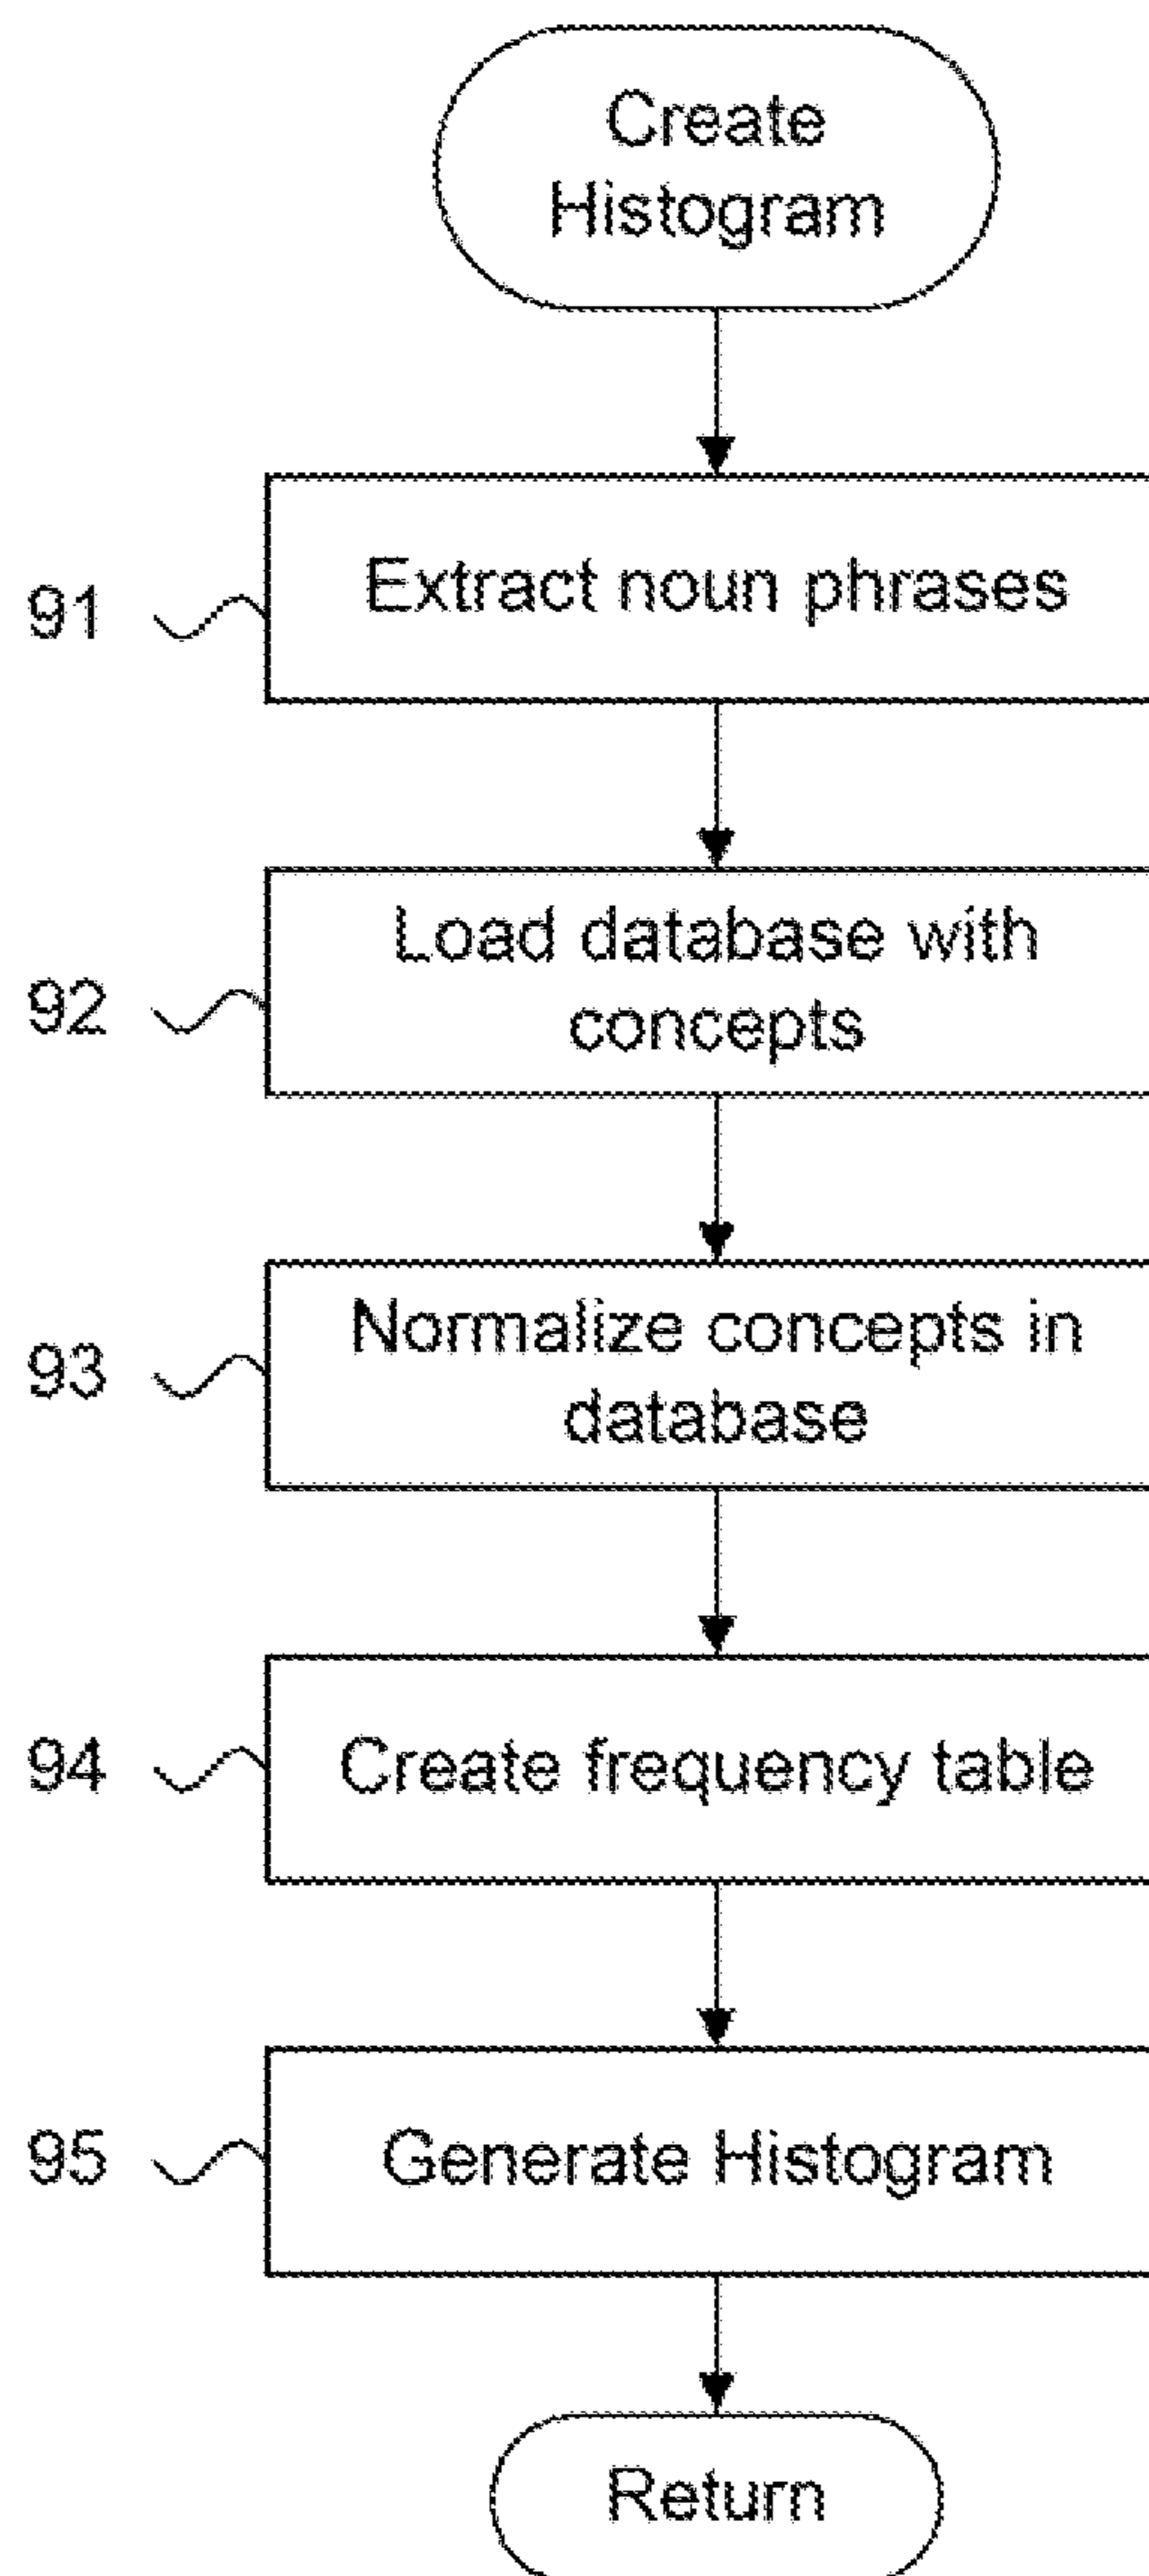 Create
Histogram
91
Extract noun phrases
92
Load database with
concepts
93
Normalize concepts in
database
94
Create frequency table
95
Generate Histogram
Return